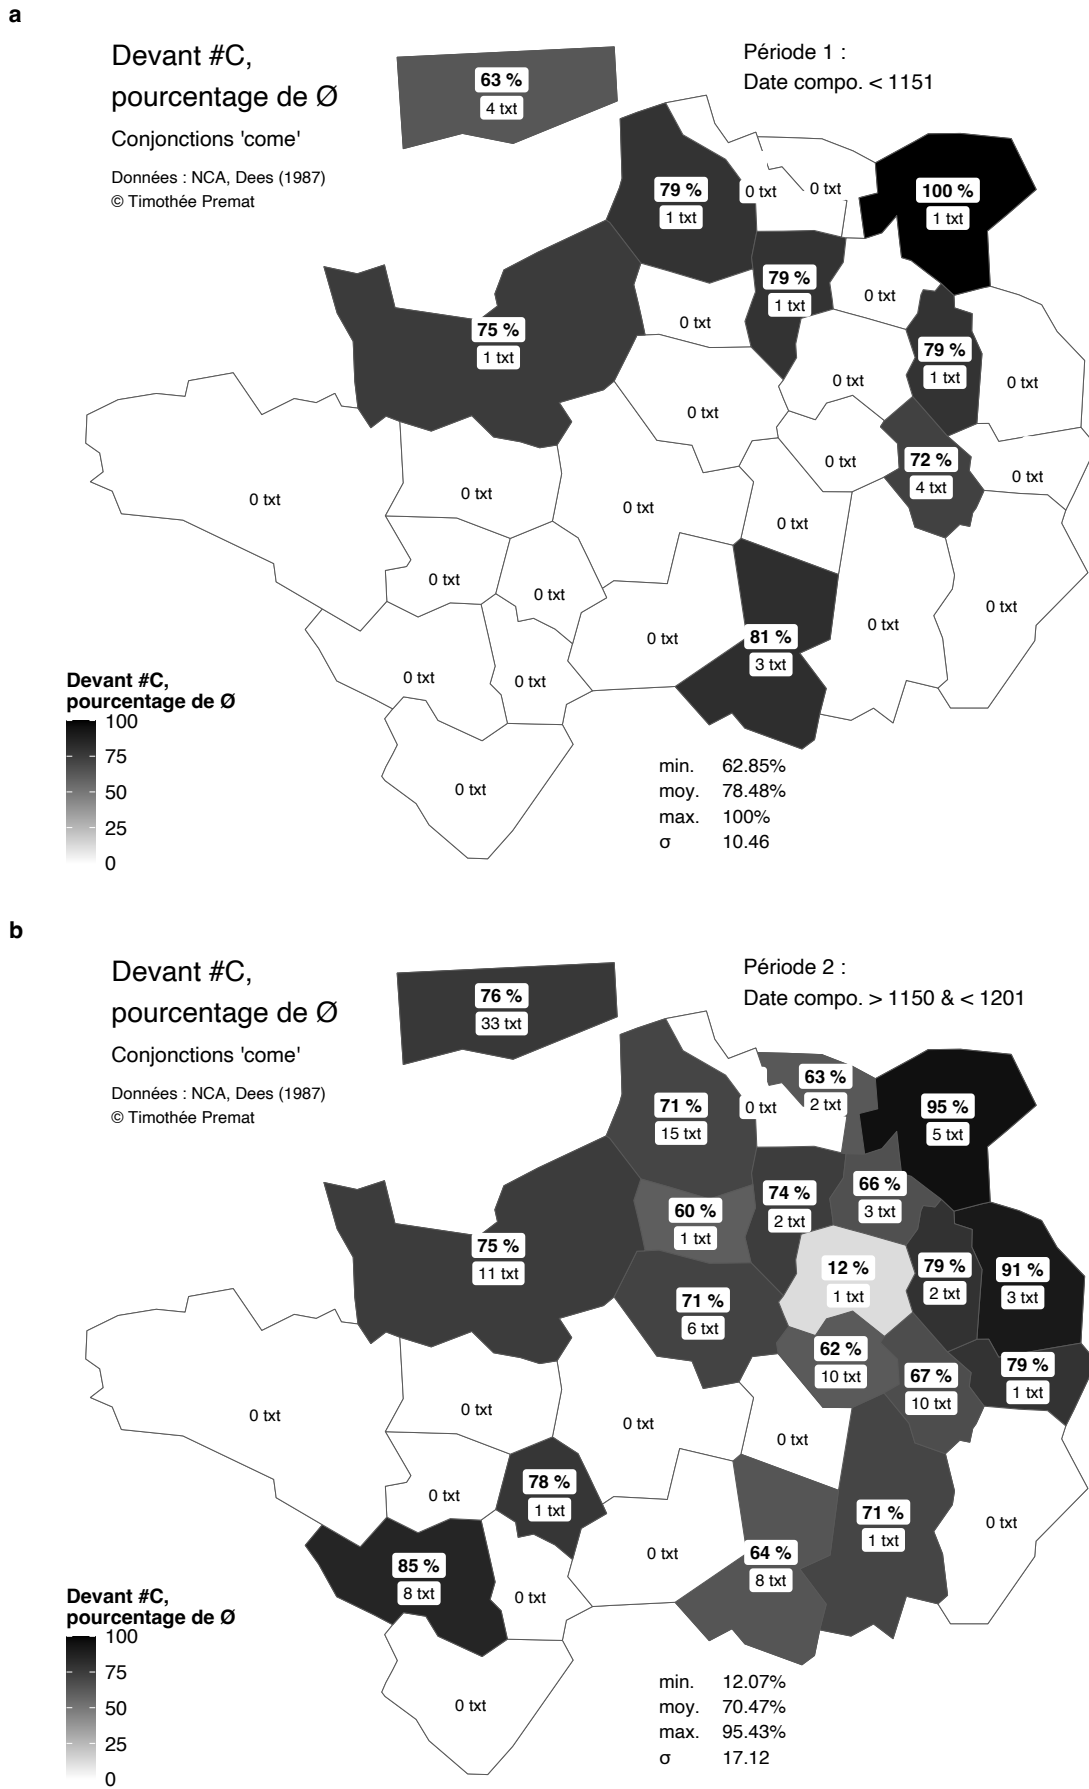 a
Devant #C,
pourcentage de Ø
Conjonctions 'come'
Données : NCA, Dees (1987)
© Timothée Premat
Période 1 :
Date compo. < 1151
63 %
4 txt
79 %
1 txt
0 txt
0 txt
100 %
1 txt
79 %
1 txt
0 txt
0 txt
75 %
1 txt
79 %
1 txt
0 txt
0 txt
0 txt
72 %
4 txt
0 txt
0 txt
0 txt
0 txt
0 txt
0 txt
0 txt
0 txt
0 txt
0 txt
81 %
3 txt
0 txt
0 txt
0 txt
0 txt
0 txt
Devant #C,
pourcentage de Ø
100
75
50
25
0
min. 62.85%
moy. 78.48%
max. 100%
σ 10.46
b
Devant #C,
pourcentage de Ø
Conjonctions 'come'
Données : NCA, Dees (1987)
© Timothée Premat
Période 2 :
Date compo. > 1150 & < 1201
76 %
33 txt
71 %
15 txt
0 txt
63 %
2 txt
95 %
5 txt
74 %
2 txt
66 %
3 txt
60 %
1 txt
75 %
11 txt
12 %
1 txt
79 %
2 txt
91 %
3 txt
71 %
6 txt
62 %
10 txt
67 %
10 txt
79 %
1 txt
0 txt
0 txt
0 txt
0 txt
0 txt
78 %
1 txt
71 %
1 txt
0 txt
0 txt
64 %
8 txt
85 %
8 txt
0 txt
0 txt
Devant #C,
pourcentage de Ø
100
75
50
25
0
min. 12.07%
moy. 70.47%
max. 95.43%
σ 17.12